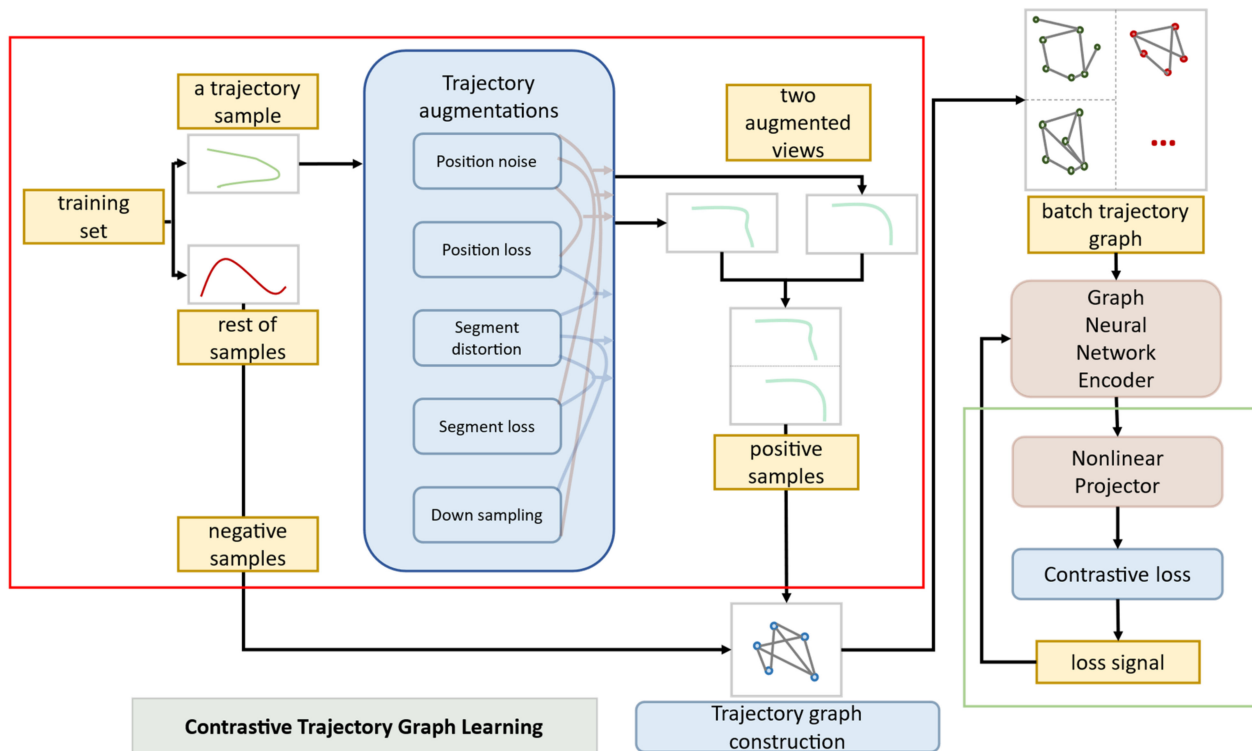 a trajectory
sample
training
set
rest of
samples
negative
samples
Trajectory
augmentations
Position noise
Position loss
Segment
distortion
Segment loss
Down sampling
two
augmented
views
positive
samples
batch trajectory
graph
Graph
Neural
Network
Encoder
Nonlinear
Projector
Contrastive loss
loss signal
Contrastive Trajectory Graph Learning
Trajectory graph
construction